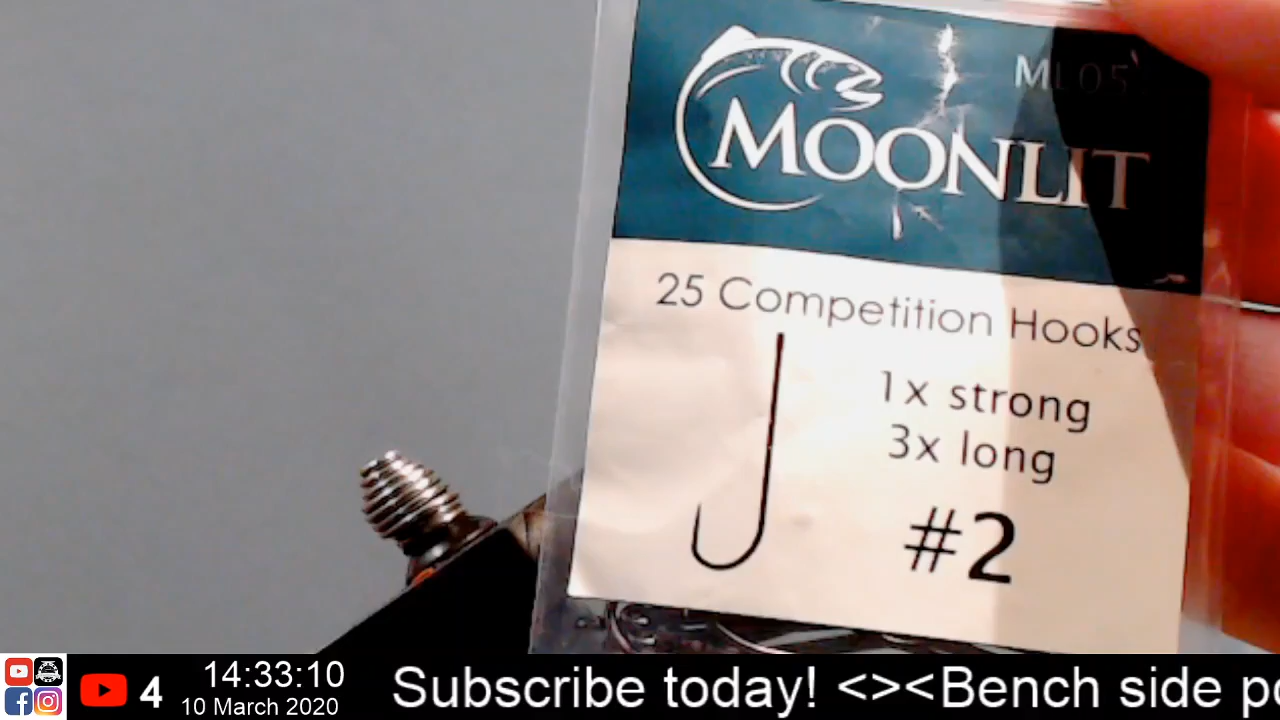 ML05
MOONLIT
25 Competition Hooks
1x strong
3x long
#2
4
14:33:10
10 March 2020
Subscribe today! <><Bench side